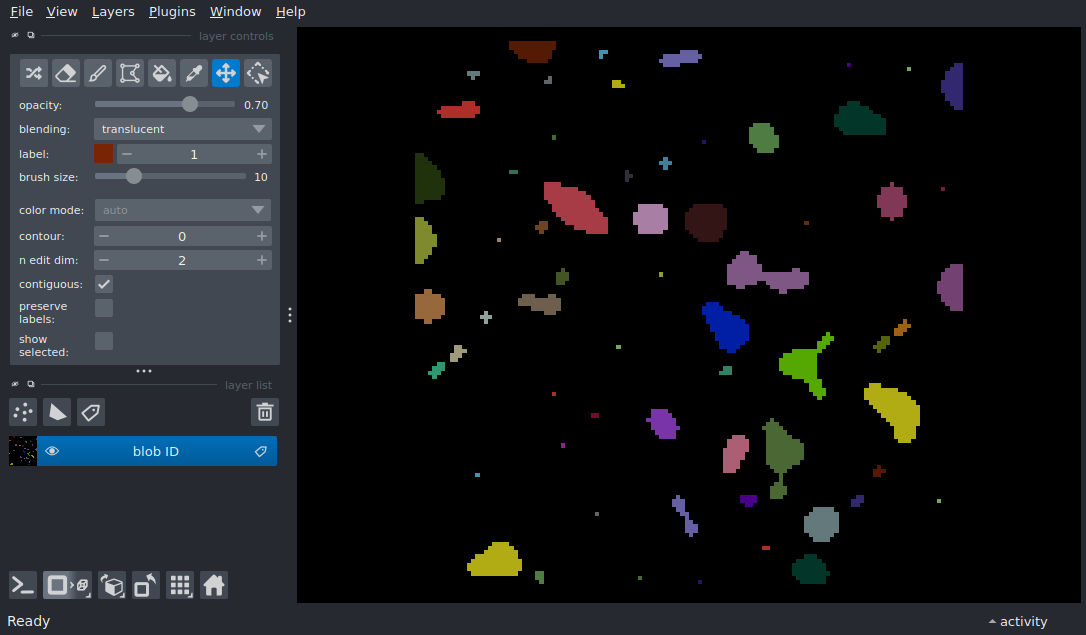 File View Layers Plugins Window Help
layer controls
opacity: 0.70
blending: translucent
label: 1
brush size: 10
color mode: auto
contour: 0
n edit dim: 2
contiguous:
preserve
labels:
show
selected:
layer list
blob ID
Ready
activity